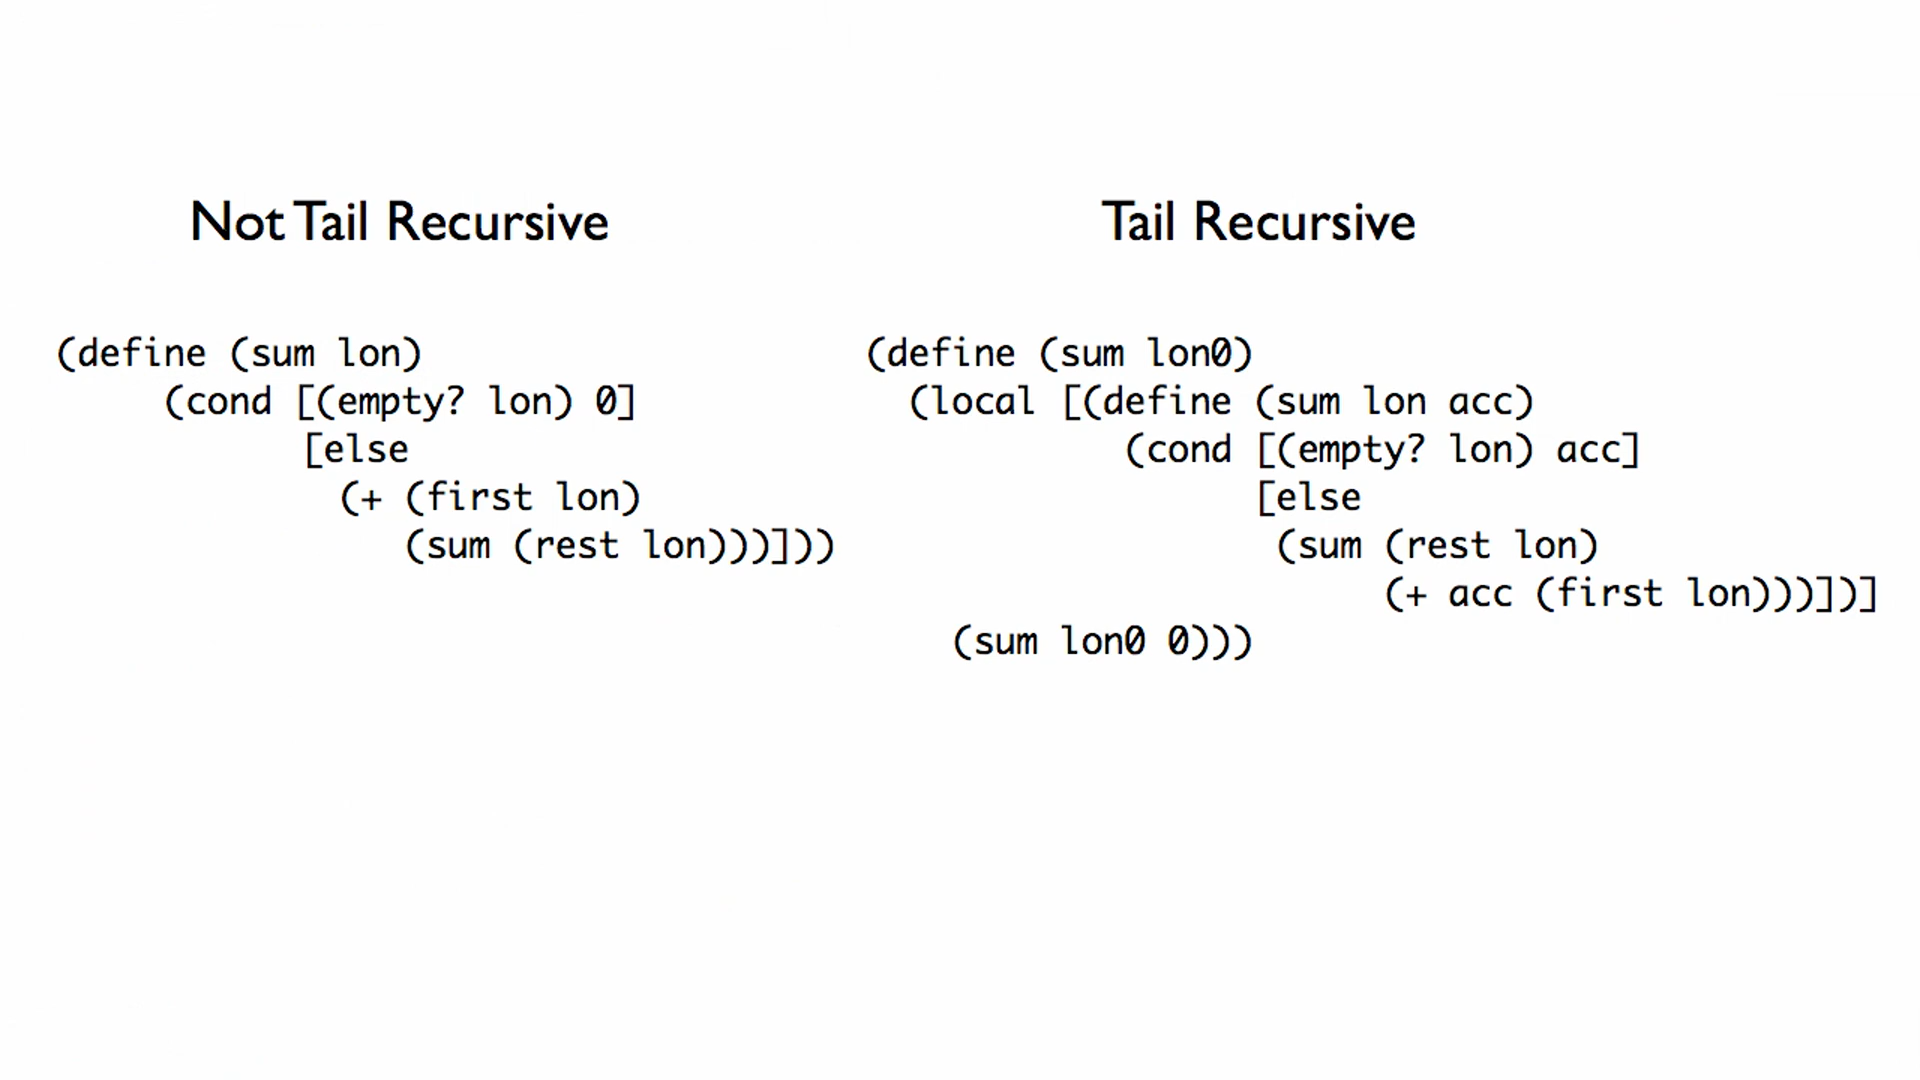 Not Tail Recursive
(define (sum lon)
(cond [(empty? lon) 0]
[else
(+ (first lon)
(sum (rest lon)))]))
Tail Recursive
(define (sum lon0)
(local [(define (sum lon acc)
(cond [(empty? lon) acc]
[else
(sum (rest lon)
(+ acc (first lon)))])]
(sum lon0 0)))